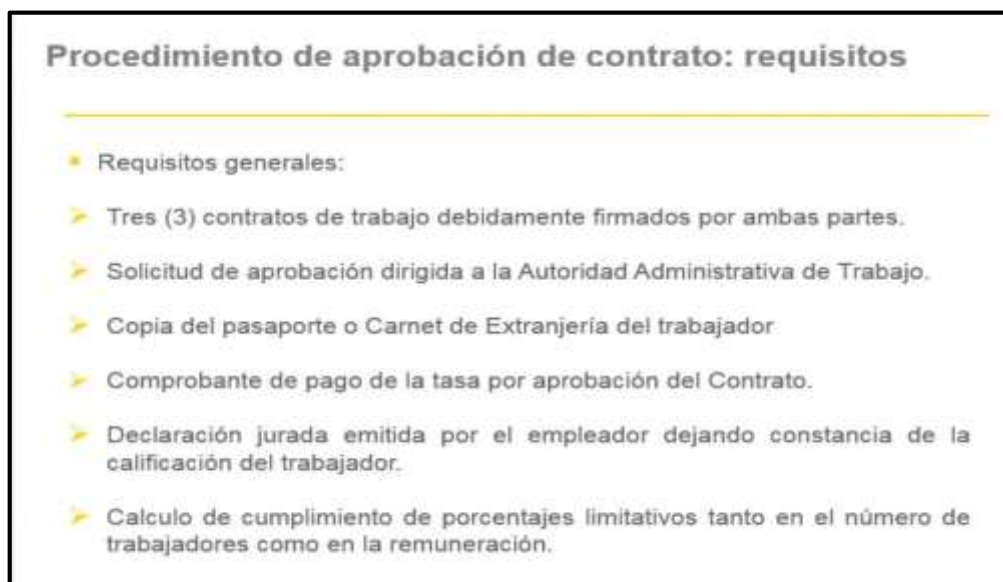 Procedimiento de aprobación de contrato: requisitos
Requisitos generales:
Tres (3) contratos de trabajo debidamente firmados por ambas partes.
Solicitud de aprobación dirigida a la Autoridad Administrativa de Trabajo.
Copia del pasaporte o Carnet de Extranjería del trabajador
Comprobante de pago de la tasa por aprobación del Contrato.
Declaración jurada emitida por el empleador dejando constancia de la
calificación del trabajador.
Calculo de cumplimiento de porcentajes limitativos tanto en el número de
trabajadores como en la remuneración.